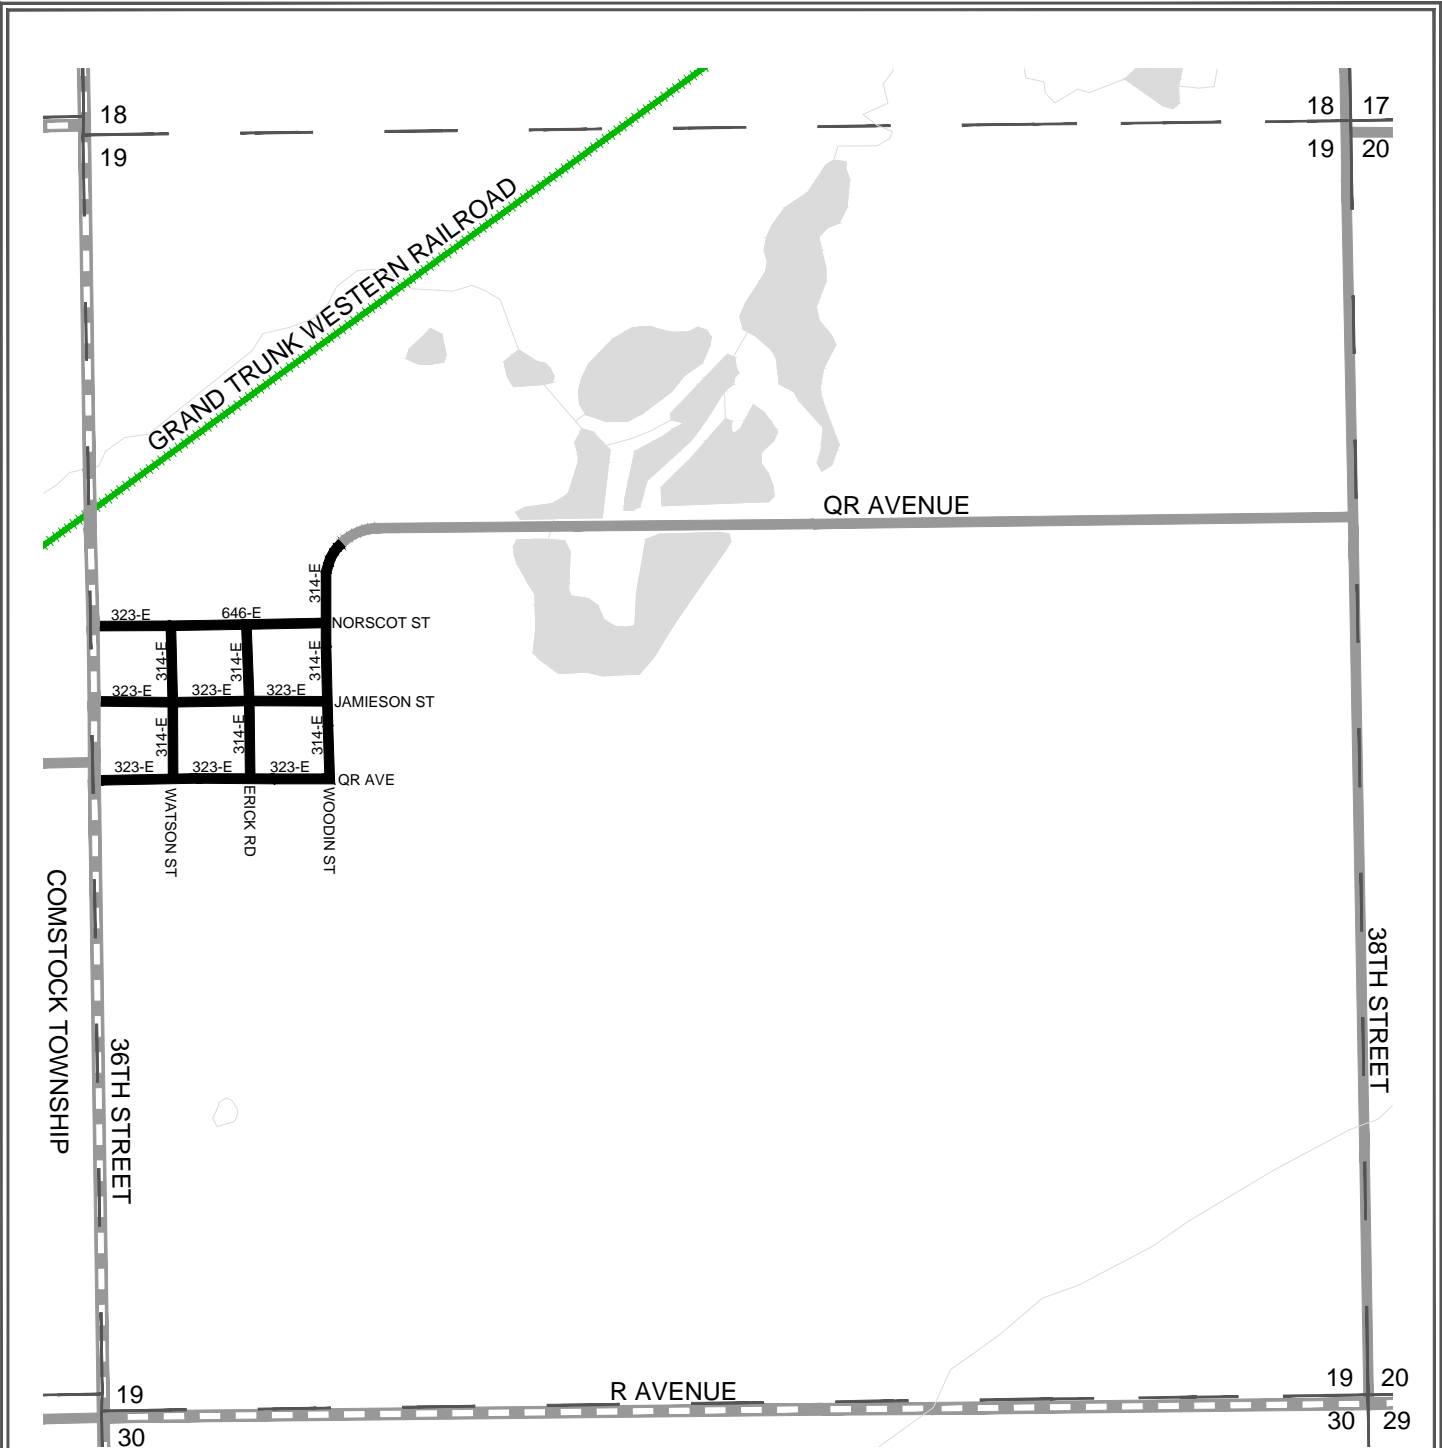 18
18 17
19
19 20
GRAND TRUNK WESTERN RAILROAD
QR AVENUE
314-E
323-E
646-E
NORSCOT ST
314-E
314-E
314-E
323-E
323-E
323-E
JAMIESON ST
314-E
314-E
314-E
323-E
323-E
323-E
QR AVE
WATSON ST
ERICK RD
WOODIN ST
COMSTOCK TOWNSHIP
36TH STREET
38TH STREET
19
R AVENUE
19 20
30
30 29